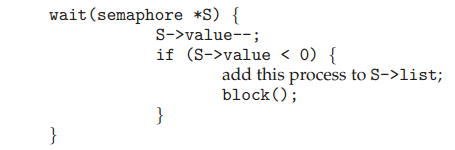 wait(semaphore *S) {
S->value--;
if (S->value < 0) {
add this process to S->list;
block();
}
}